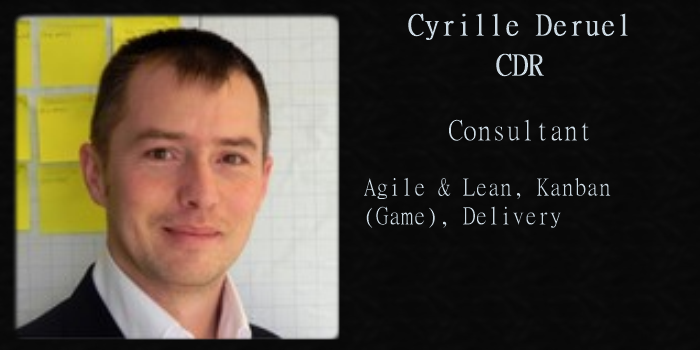 Cyrille Deruel
CDR
Consultant
Agile & Lean, Kanban
(Game), Delivery